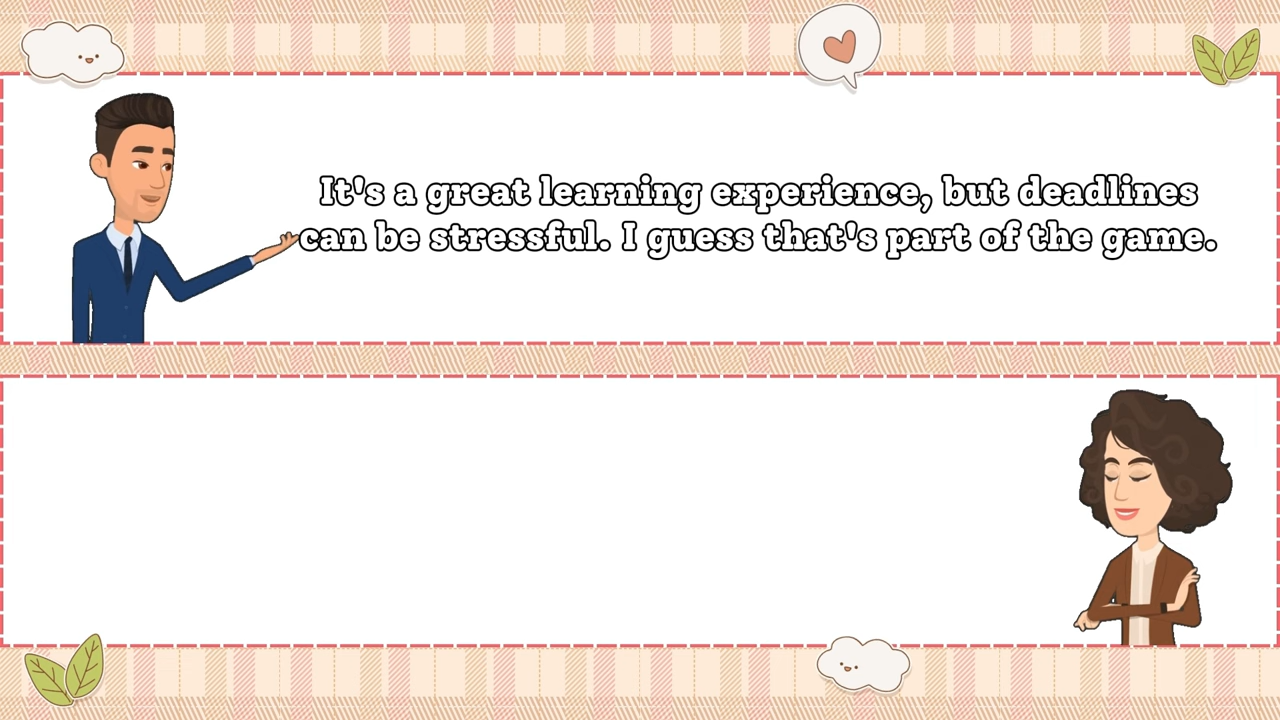 It's a great learning experience, but deadlines
can be stressful. I guess that's part of the game.